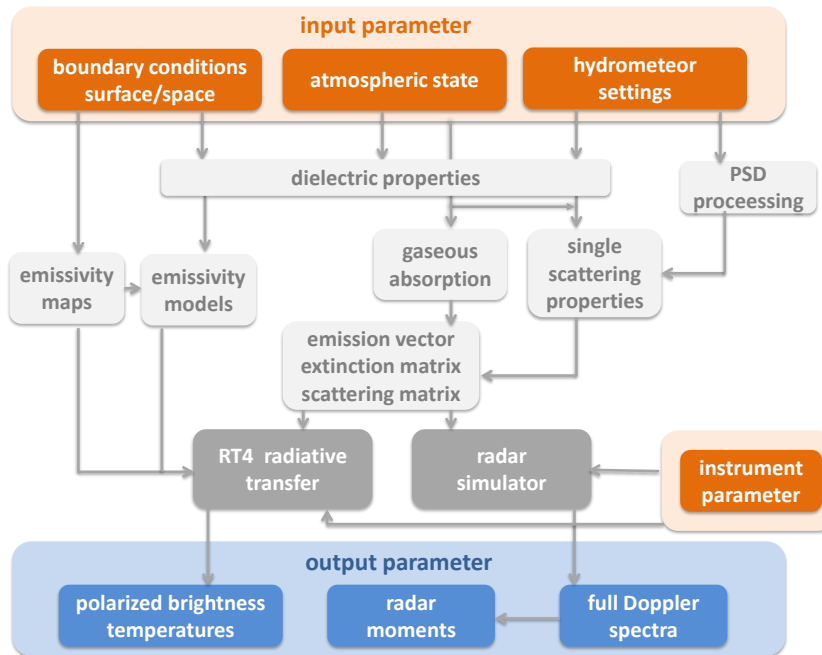 input parameter
boundary conditions
surface/space
atmospheric state
hydrometeor
settings
dielectric properties
PSD
proceessing
emissivity
maps
emissivity
models
gaseous
absorption
single
scattering
properties
emission vector
extinction matrix
scattering matrix
RT4 radiative
transfer
radar
simulator
instrument
parameter
output parameter
polarized brightness
temperatures
radar
moments
full Doppler
spectra